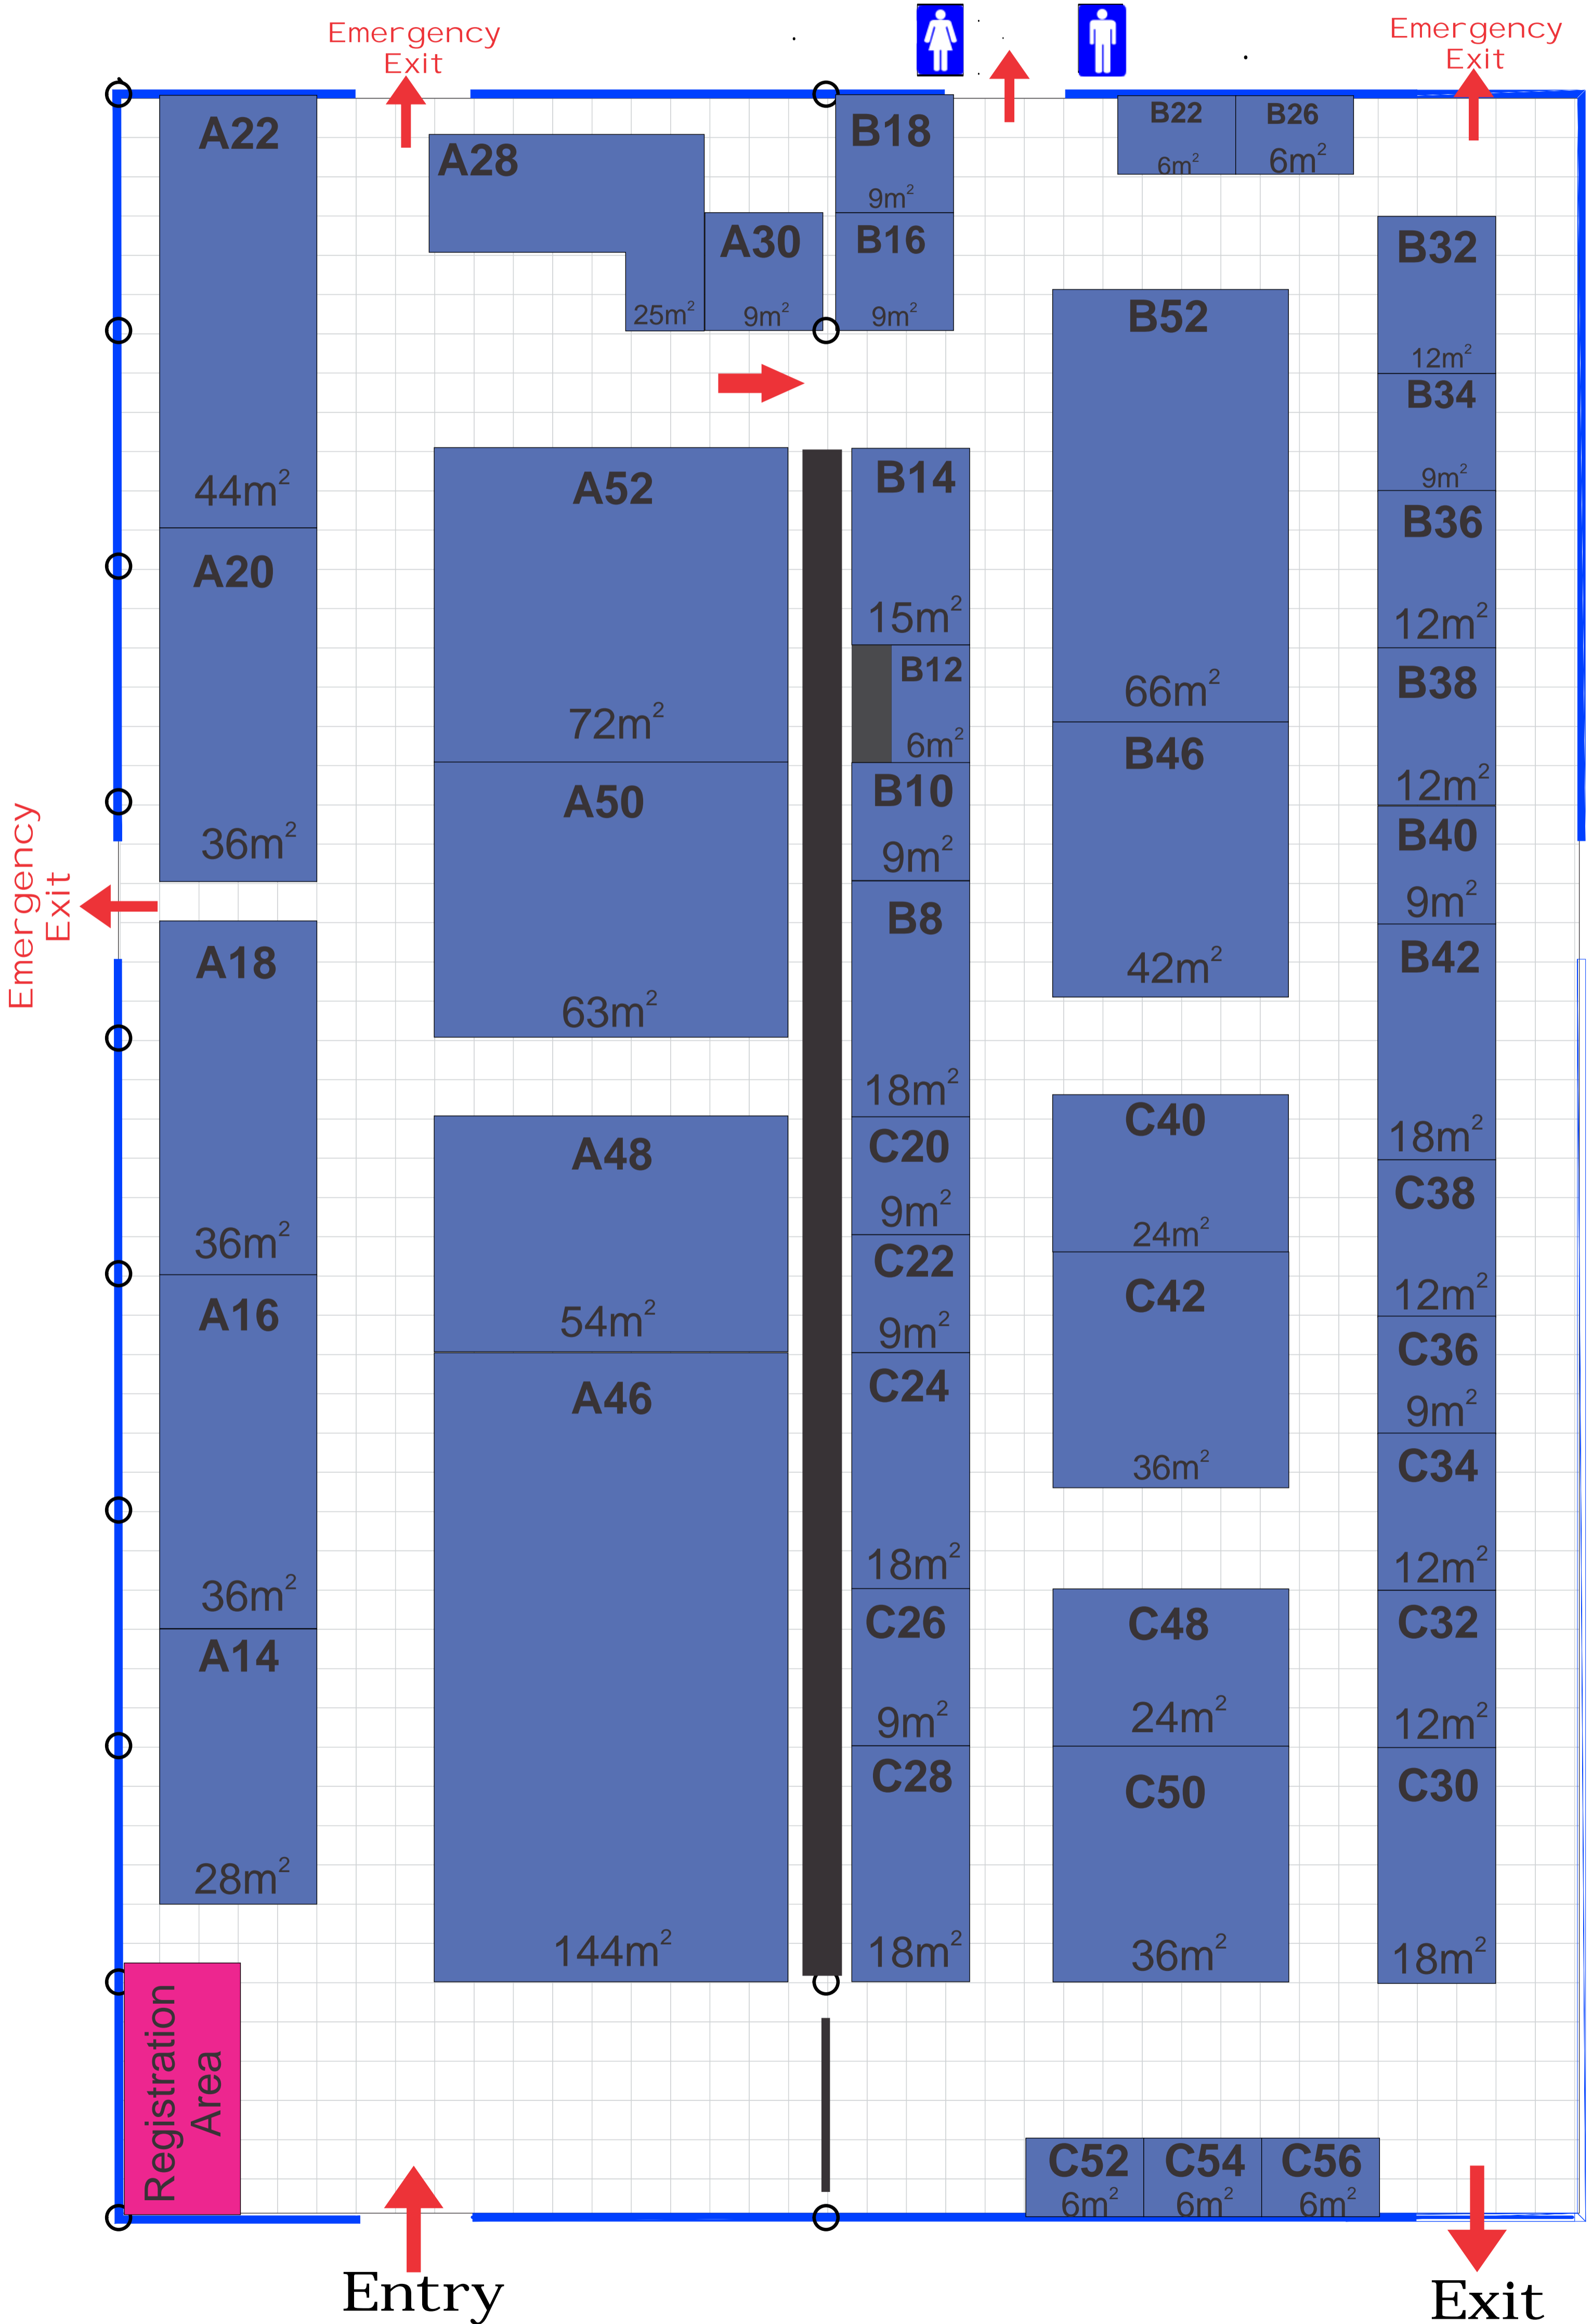 Emergency
Exit
Emergency
Exit
A22
44m²
A20
36m²
Emergency
Exit
A18
36m²
A16
36m²
A14
28m²
Registration
Area
A28
25m²
A30
9m²
A52
72m²
A50
63m²
A48
54m²
A46
144m²
B18
9m²
B16
9m²
B14
15m²
B12
6m²
B10
9m²
B8
18m²
C20
9m²
C22
9m²
C24
18m²
C26
9m²
C28
18m²
B22
6m²
B26
6m²
B52
66m²
B46
42m²
C40
24m²
C42
36m²
C48
24m²
C50
36m²
B32
12m²
B34
9m²
B36
12m²
B38
12m²
B40
9m²
B42
18m²
C38
12m²
C36
9m²
C34
12m²
C32
12m²
C30
18m²
C52
6m²
C54
6m²
C56
6m²
Entry
Exit